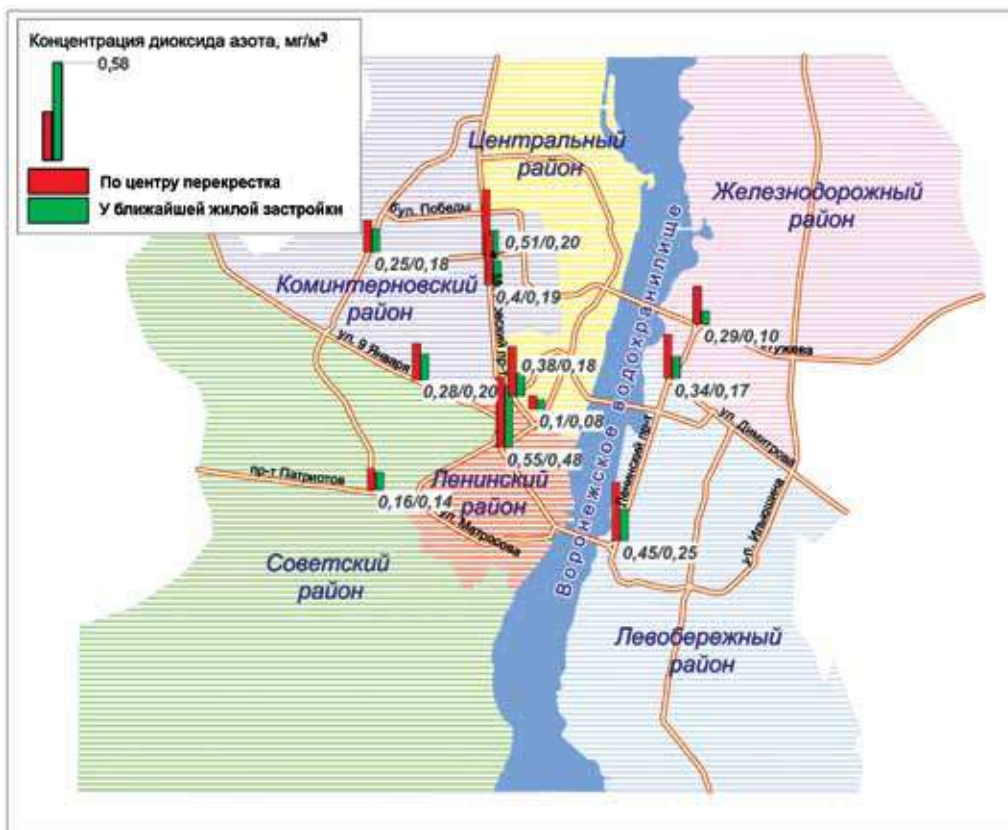 Концентрация диоксида азота, мг/м³
0,58
По центру перекрестка
У ближайшей жилой застройки
Центральный
район
Железнодорожный
район
бул. Победы
0,51/0,20
0,25/0,18
Коминтерновский
район
0,4/0,19
Воронежское водохранилище
ул. 9 Января
0,29/0,10
0,38/0,18
0,28/0,20
0,34/0,17
0,1/0,08
ул. Димитрова
0,55/0,48
Ленинский пр-т
пр-т Патриотов
Ленинский
район
0,16/0,14
ул. Матросова
ул. Ильюшина
0,45/0,25
Советский
район
Левобережный
район